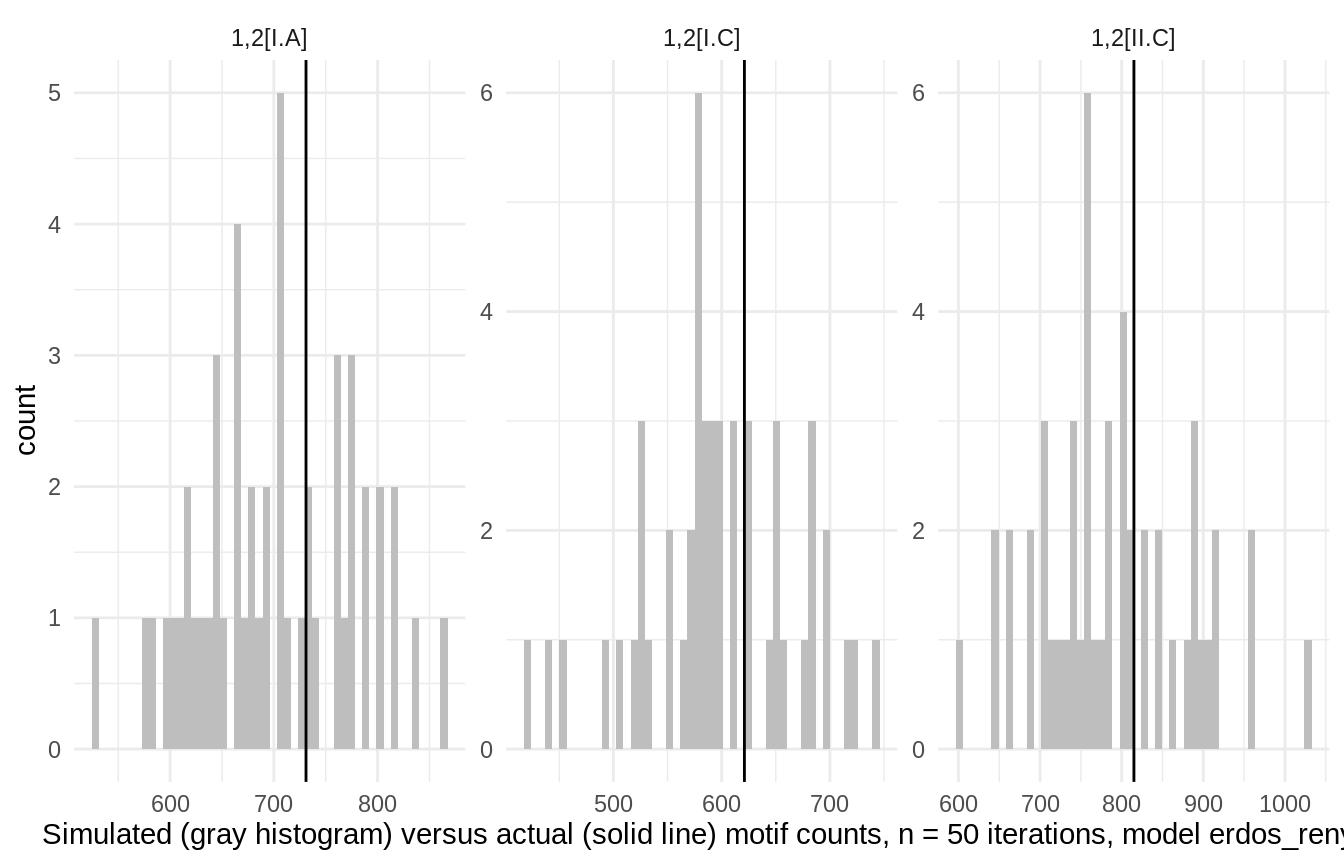 1,2[I.A] 1,2[I.C] 1,2[II.C]
count
5 6 6
4
4 4
3
2
2 2
1
0 0 0
600 700 800 500 600 700 600 700 800 900 1000
Simulated (gray histogram) versus actual (solid line) motif counts, n = 50 iterations, model